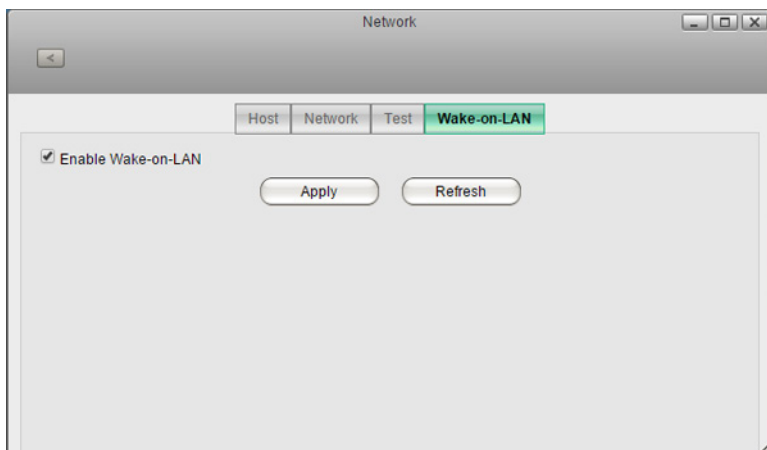 Network
Host Network Test Wake-on-LAN
Enable Wake-on-LAN
Apply Refresh